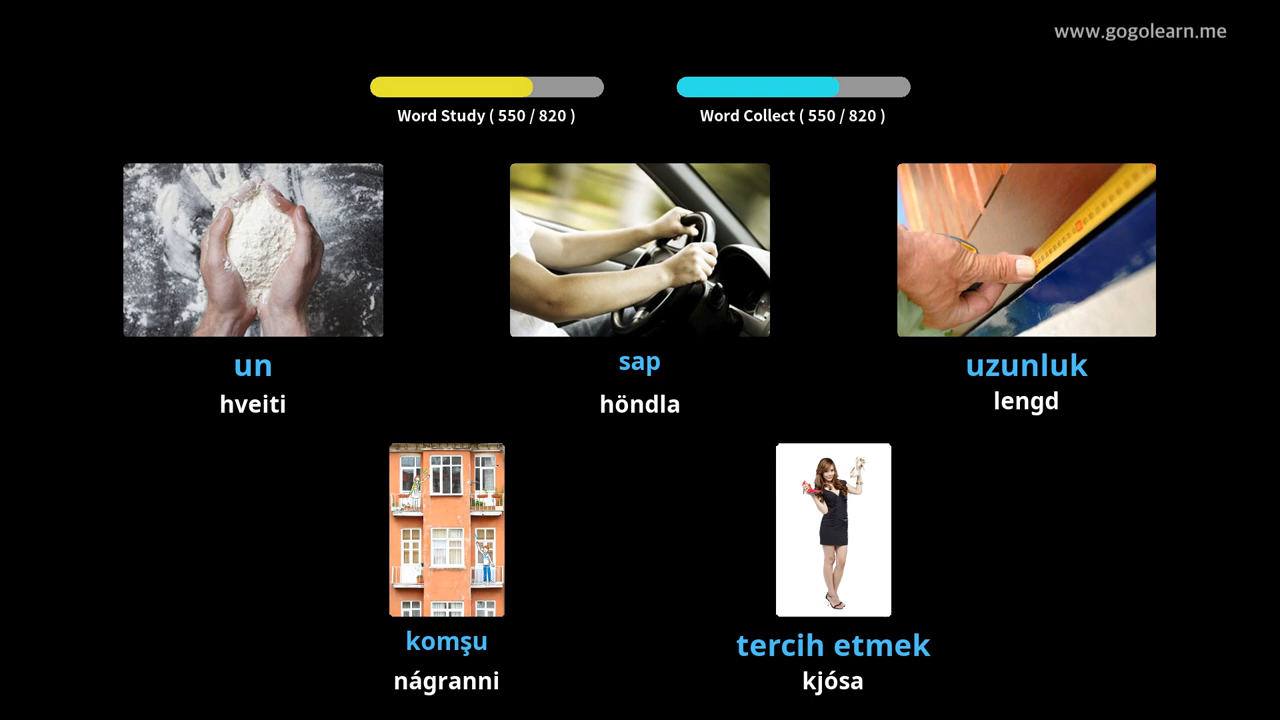 www.gogolearn.me
Word Study ( 550 / 820 )
Word Collect ( 550 / 820 )
un
hveiti
sap
höndla
uzunluk
lengd
komşu
nágranni
tercih etmek
kjósa